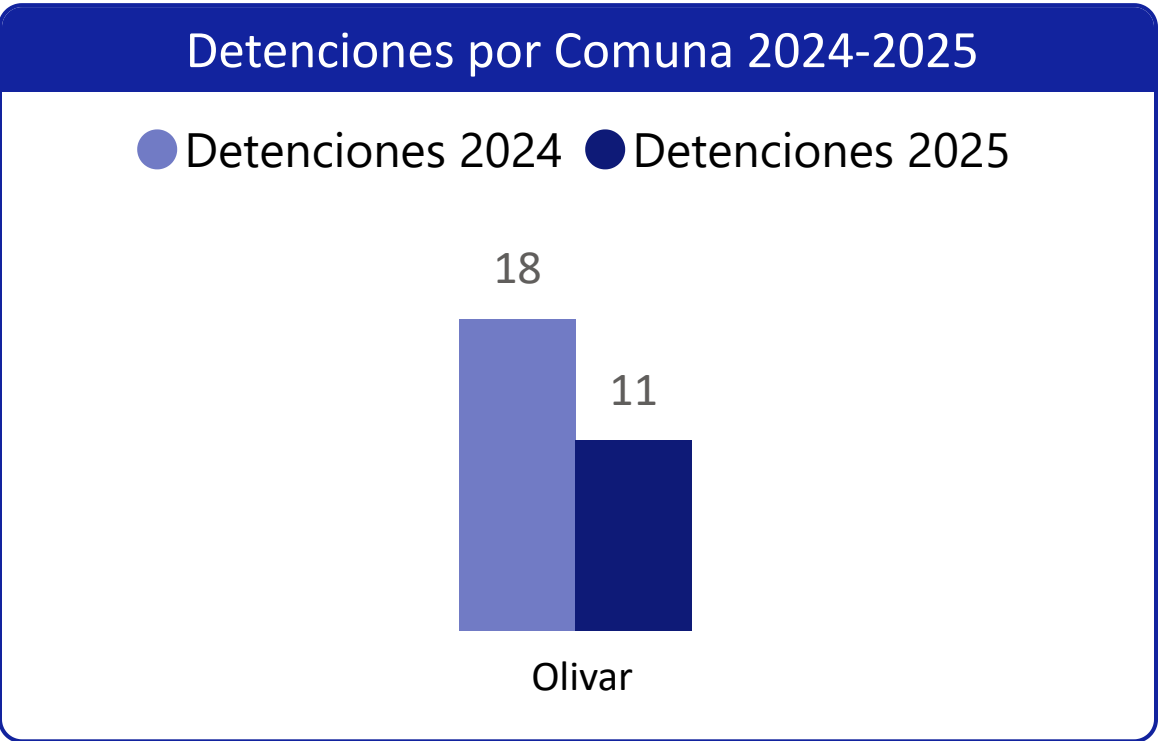 Detenciones por Comuna 2024-2025
Detenciones 2024 Detenciones 2025
18
11
Olivar